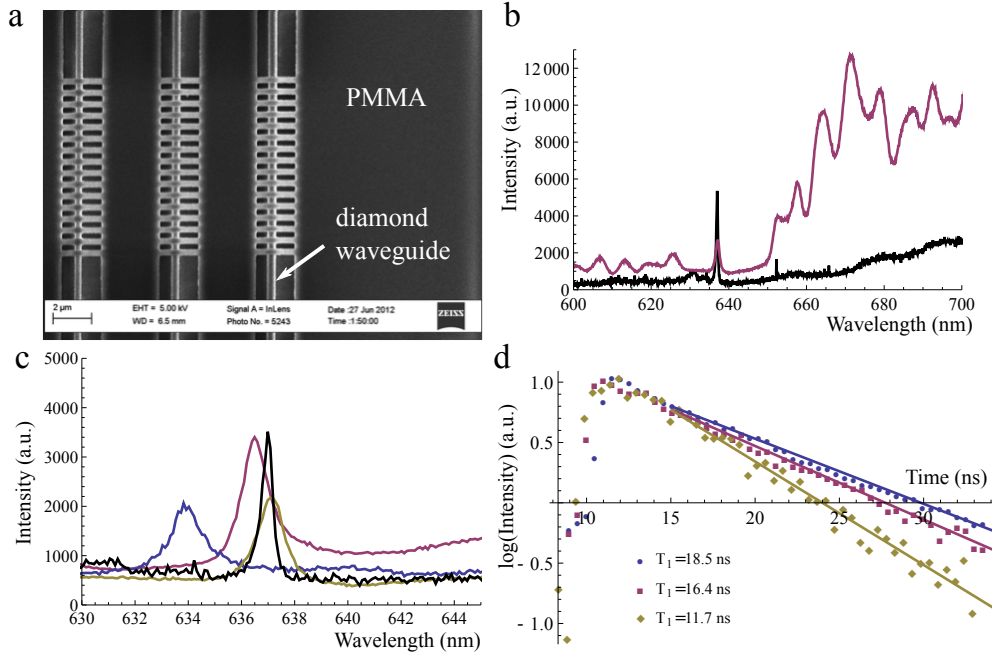 a
PMMA
diamond
waveguide
2 µm
EHT = 5.00 kV
WD = 6.5 mm
Signal A = InLens
Photo No. = 5243
Date :27 Jun 2012
Time :1:50:00
ZEISS
b
Intensity (a.u.)
12 000
10 000
8000
6000
4000
2000
0
600
620
640
660
680
700
Wavelength (nm)
c
Intensity (a.u.)
5000
4000
3000
2000
1000
0
630
632
634
636
638
640
642
644
Wavelength (nm)
d
log(Intensity) (a.u.)
1.0
0.5
- 0.5
- 1.0
Time (ns)
10
15
20
25
30
T1=18.5 ns
T1=16.4 ns
T1=11.7 ns